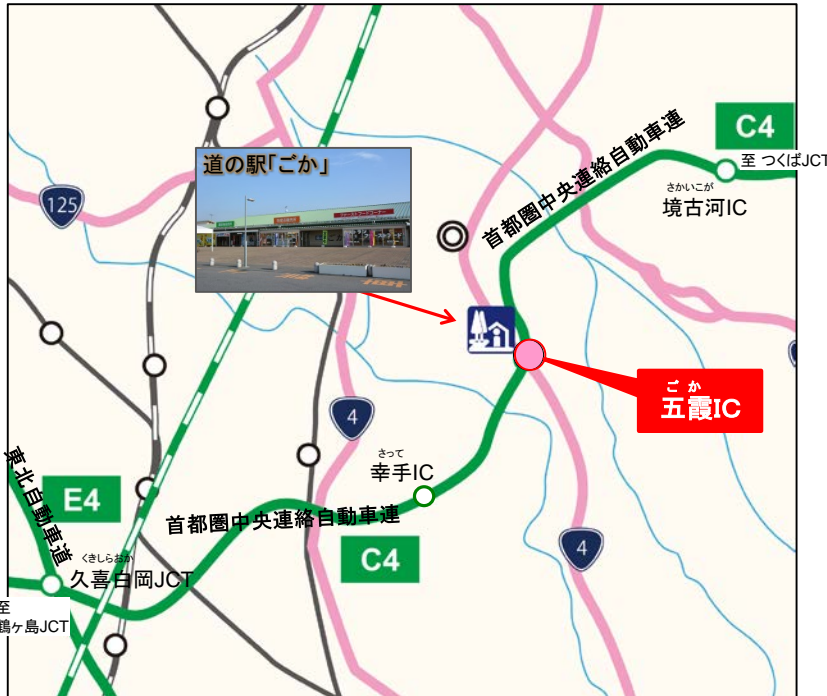 C4
至 つくばJCT
さかいこが
境古河IC
首都圏中央連絡自動車道
道の駅「ごか」
125
4
ごか
五霞IC
さって
幸手IC
首都圏中央連絡自動車道
C4
4
東北自動車道
E4
くきしらおか
久喜白岡JCT
至
鶴ヶ島JCT